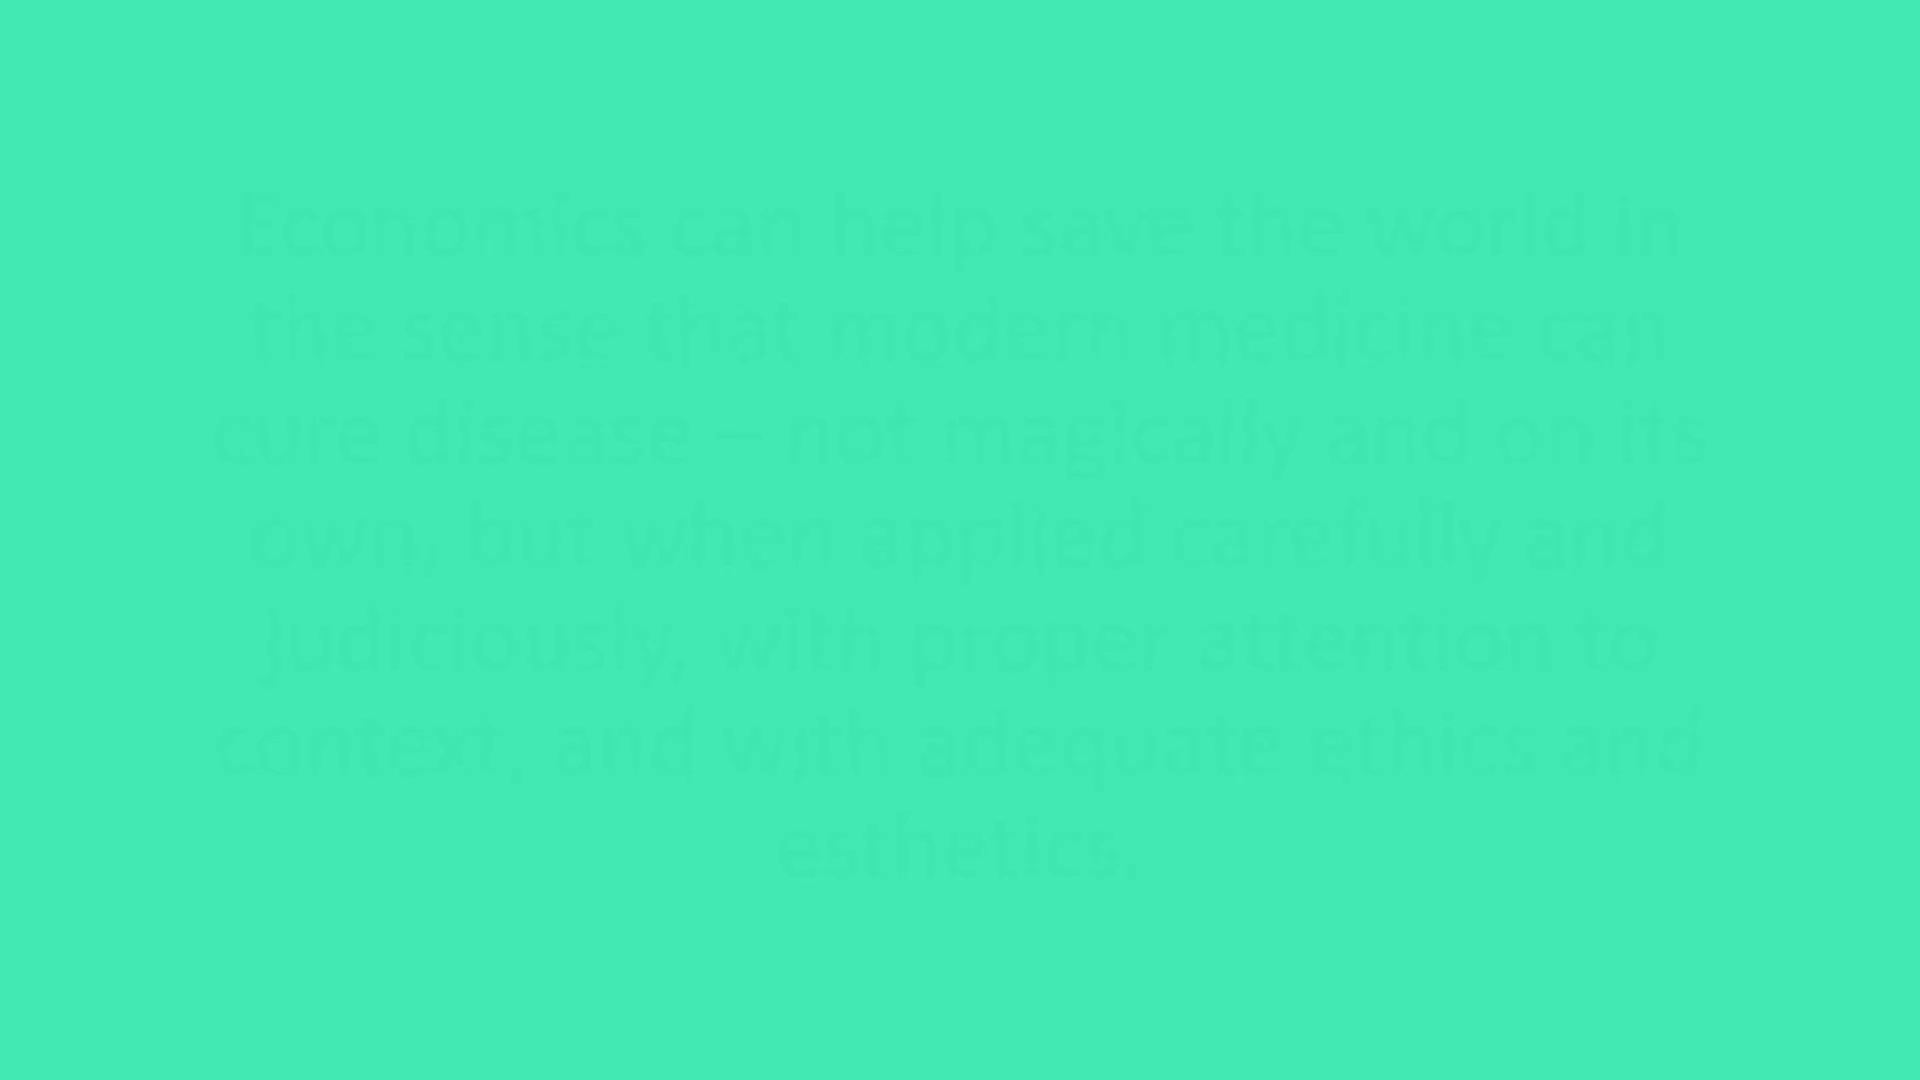 Economics can help save the world in
the sense that modern medicine can
cure disease – not magically and on its
own, but when applied carefully and
judiciously, with proper attention to
context, and with adequate ethics and
esthetics.